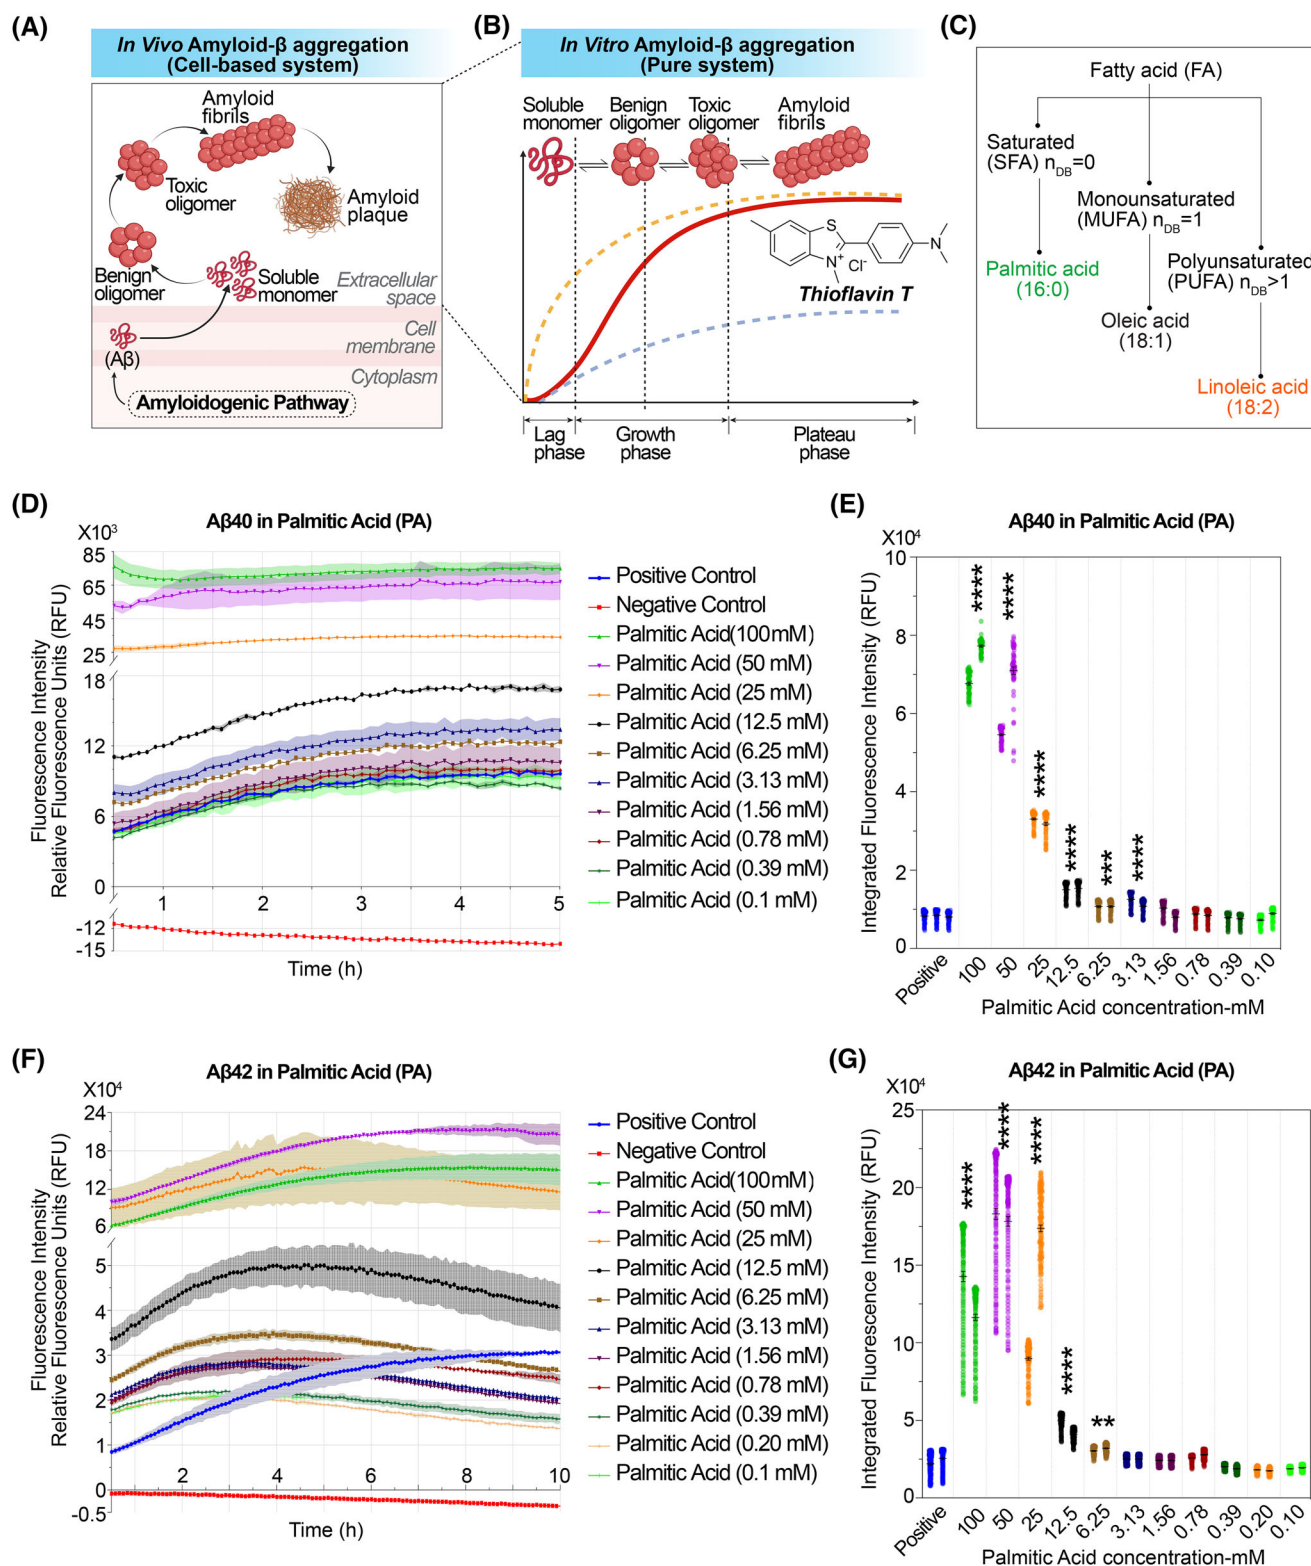 (A)
In Vivo Amyloid-β aggregation
(Cell-based system)
Amyloid
fibrils
Toxic
oligomer
Amyloid
plaque
Benign
oligomer
Soluble
monomer
Extracellular
space
Cell
membrane
(Aβ)
Cytoplasm
Amyloidogenic Pathway
(B)
In Vitro Amyloid-β aggregation
(Pure system)
Soluble
monomer
Benign
oligomer
Toxic
oligomer
Amyloid
fibrils
S
N
N+
Cl-
Thioflavin T
Lag
phase
Growth
phase
Plateau
phase
(C)
Fatty acid (FA)
Saturated
(SFA) nDB=0
Monounsaturated
(MUFA) nDB=1
Palmitic acid
(16:0)
Polyunsaturated
(PUFA) nDB>1
Oleic acid
(18:1)
Linoleic acid
(18:2)
(D)
Aβ40 in Palmitic Acid (PA)
X10³
Fluorescence Intensity
Relative Fluorescence Units (RFU)
85
65
45
25
18
12
6
0
-12
-15
1 2 3 4 5
Time (h)
Positive Control
Negative Control
Palmitic Acid(100mM)
Palmitic Acid (50 mM)
Palmitic Acid (25 mM)
Palmitic Acid (12.5 mM)
Palmitic Acid (6.25 mM)
Palmitic Acid (3.13 mM)
Palmitic Acid (1.56 mM)
Palmitic Acid (0.78 mM)
Palmitic Acid (0.39 mM)
Palmitic Acid (0.1 mM)
(E)
Aβ40 in Palmitic Acid (PA)
X10⁴
Integrated Fluorescence Intensity (RFU)
10
8
6
4
2
0
****
****
****
****
***
****
Positive 100 50 25 12.5 6.25 3.13 1.56 0.78 0.39 0.10
Palmitic Acid concentration-mM
(F)
Aβ42 in Palmitic Acid (PA)
X10⁴
Fluorescence Intensity
Relative Fluorescence Units (RFU)
24
18
12
6
5
4
3
2
1
0
-0.5
2 4 6 8 10
Time (h)
Positive Control
Negative Control
Palmitic Acid(100mM)
Palmitic Acid (50 mM)
Palmitic Acid (25 mM)
Palmitic Acid (12.5 mM)
Palmitic Acid (6.25 mM)
Palmitic Acid (3.13 mM)
Palmitic Acid (1.56 mM)
Palmitic Acid (0.78 mM)
Palmitic Acid (0.39 mM)
Palmitic Acid (0.20 mM)
Palmitic Acid (0.1 mM)
(G)
Aβ42 in Palmitic Acid (PA)
X10⁴
Integrated Fluorescence Intensity (RFU)
25
20
15
10
5
0
****
****
****
****
**
Positive 100 50 25 12.5 6.25 3.13 1.56 0.78 0.39 0.20 0.10
Palmitic Acid concentration-mM